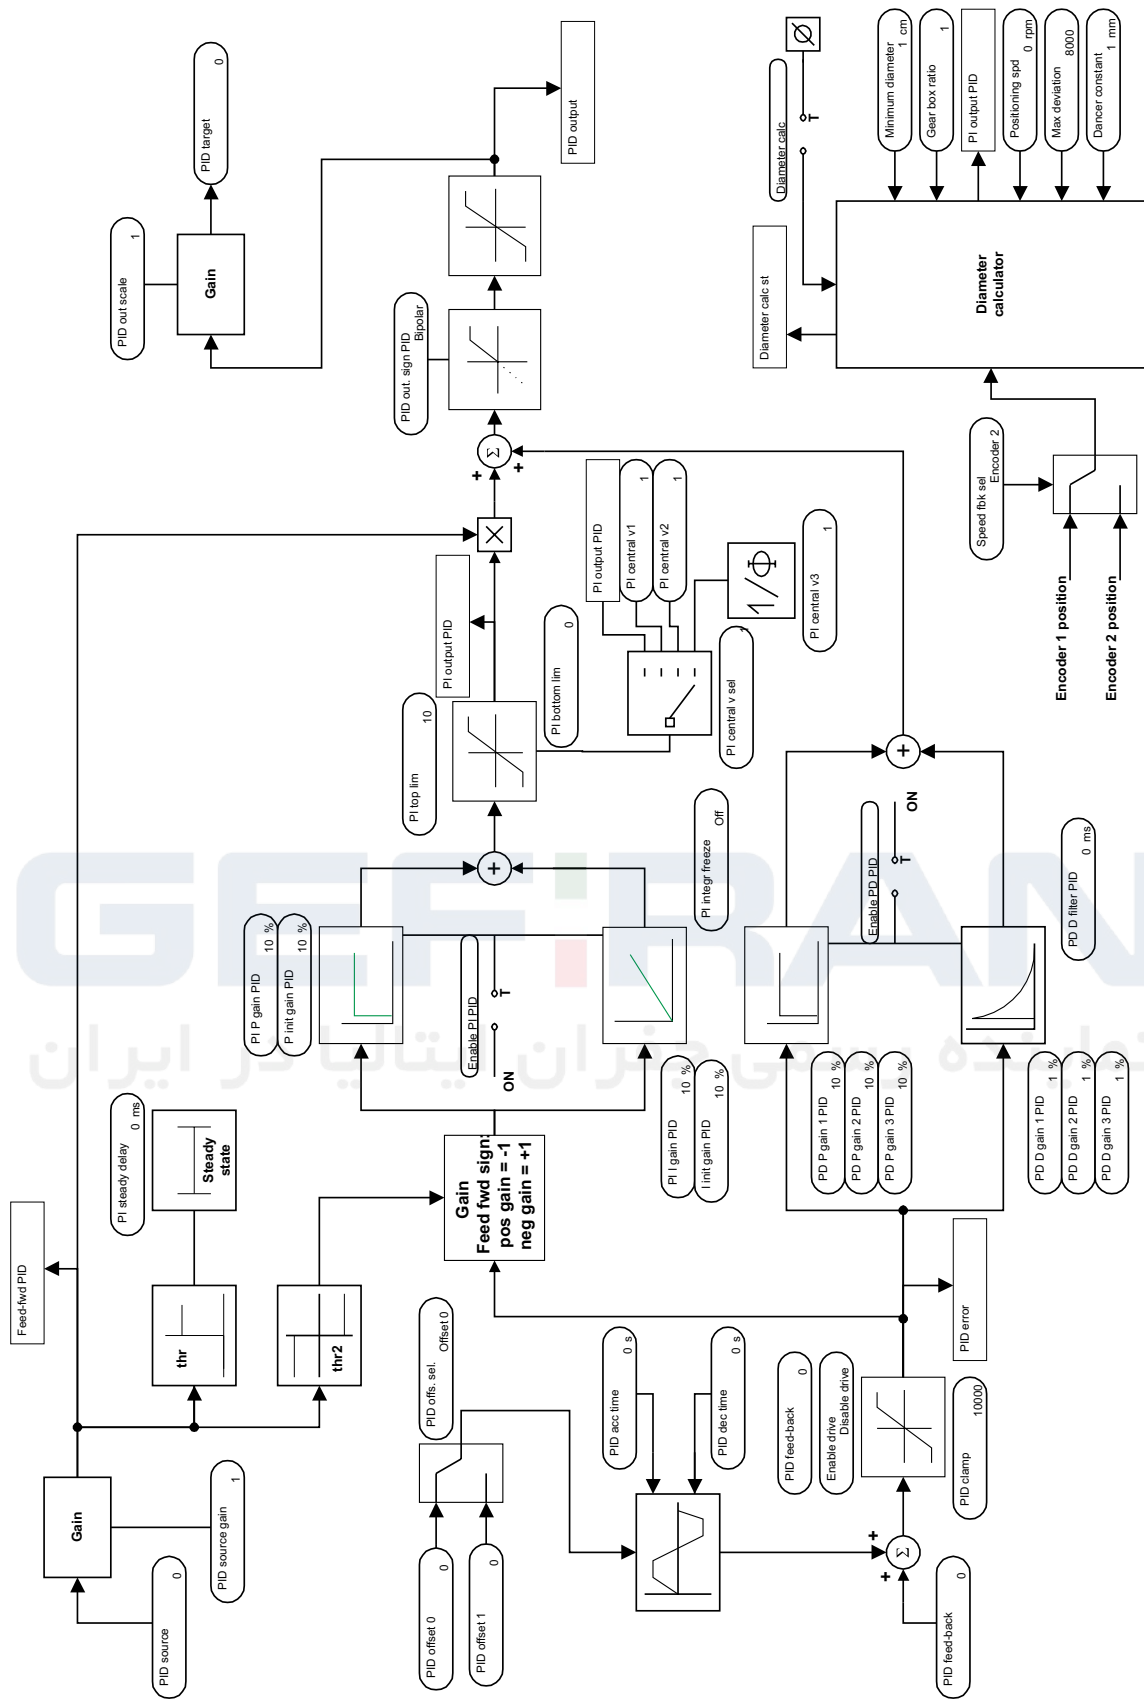 PID source
0
Gain
PID source gain
1
Feed-fwd PID
thr
PI steady delay
0 ms
Steady
state
thr2
Gain
Feed fwd sign:
pos gain = -1
neg gain = +1
PID offs. sel.
Offset 0
PID offset 0
0
PID offset 1
0
PID acc time
0 s
PID dec time
0 s
PID feed-back
0
Enable drive
Disable drive
PID clamp
10000
PID feed-back
0
Σ
+
+
PID error
PI P gain PID
10 %
P init gain PID
10 %
Enable PI PID
ON
T
PI I gain PID
10 %
I init gain PID
10 %
PI integr freeze
Off
+
PI top lim
10
PI output PID
PI bottom lim
0
PI output PID
PI central v1
1
PI central v2
1
PI central v sel
1
1/Φ
PI central v3
1
PD P gain 1 PID
10 %
PD P gain 2 PID
10 %
PD P gain 3 PID
10 %
Enable PD PID
T
ON
PD D gain 1 PID
1 %
PD D gain 2 PID
1 %
PD D gain 3 PID
1 %
PD D filter PID
0 ms
+
Σ
+
+
PID out. sign PID
Bipolar
PID out scale
1
Gain
PID target
0
PID output
Encoder 1 position
Encoder 2 position
Speed fbk sel
Encoder 2
Diameter
calculator
Diameter calc st
Diameter calc
T
Ø
Minimum diameter
1 cm
Gear box ratio
1
PI output PID
Positioning spd
0 rpm
Max deviation
8000
Dancer constant
1 mm
GEFRAN
نماینده رسمی جفران ایتالیا در ایران